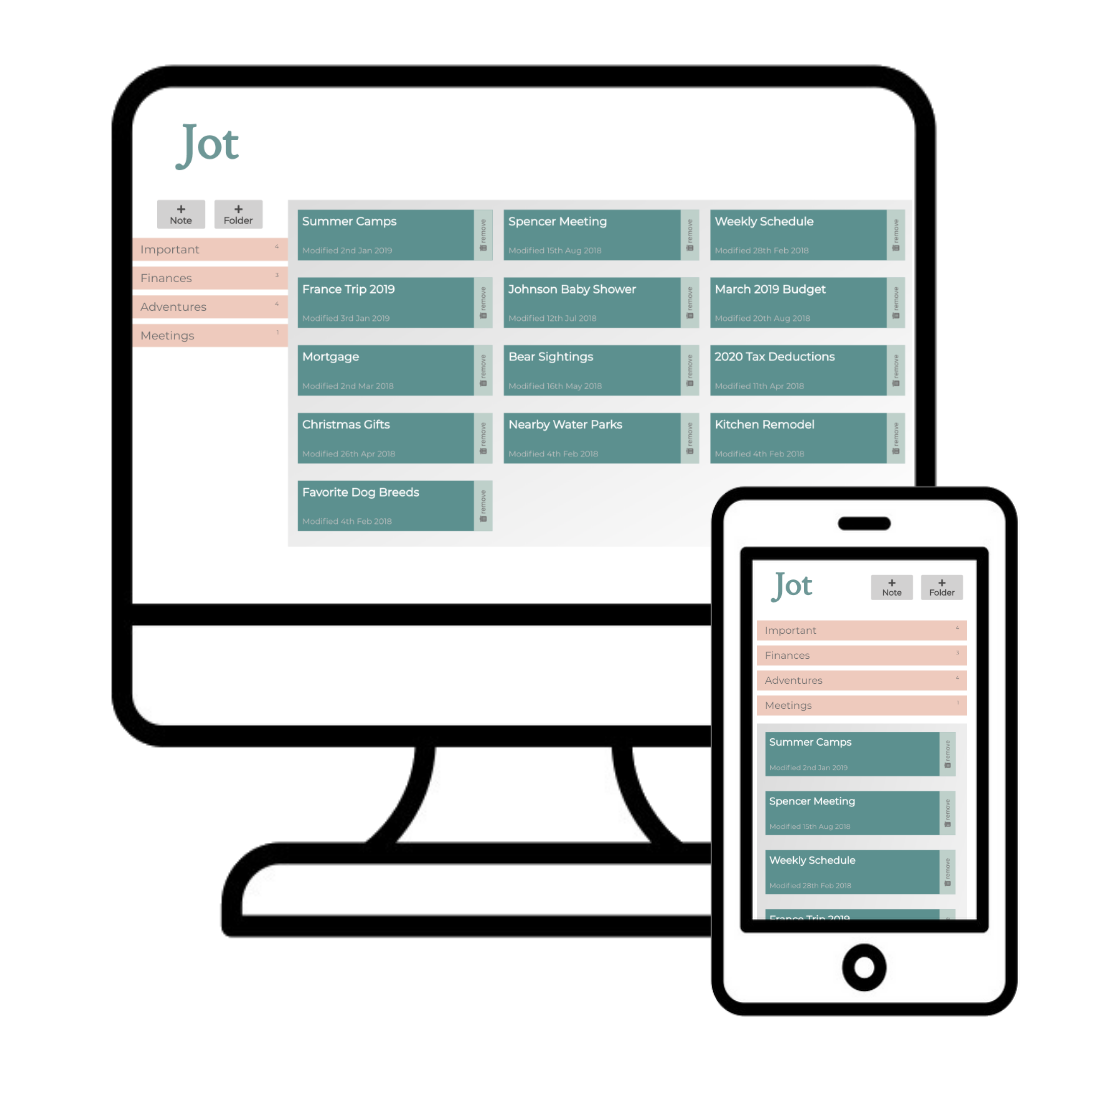 Jot
+ Note
+ Folder
Important 4
Finances 3
Adventures 4
Meetings 1
Summer Camps
Modified 2nd Jan 2019
remove
Spencer Meeting
Modified 15th Aug 2018
remove
Weekly Schedule
Modified 28th Feb 2018
remove
France Trip 2019
Modified 3rd Jan 2019
remove
Johnson Baby Shower
Modified 12th Jul 2018
remove
March 2019 Budget
Modified 20th Aug 2018
remove
Mortgage
Modified 2nd Mar 2018
remove
Bear Sightings
Modified 16th May 2018
remove
2020 Tax Deductions
Modified 11th Apr 2018
remove
Christmas Gifts
Modified 26th Apr 2018
remove
Nearby Water Parks
Modified 4th Feb 2018
remove
Kitchen Remodel
Modified 4th Feb 2018
remove
Favorite Dog Breeds
Modified 4th Feb 2018
remove
Jot
+ Note
+ Folder
Important 4
Finances 3
Adventures 4
Meetings 1
Summer Camps
Modified 2nd Jan 2019
remove
Spencer Meeting
Modified 15th Aug 2018
remove
Weekly Schedule
Modified 28th Feb 2018
remove
France Trip 2019